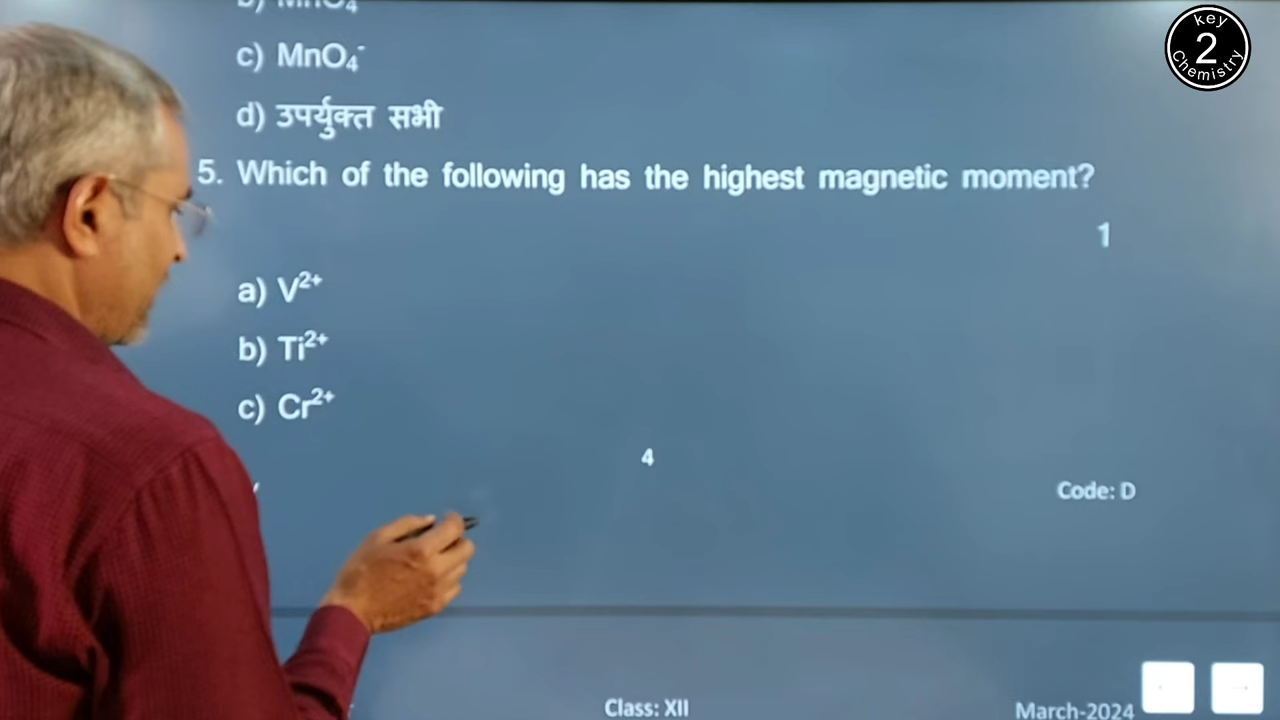 b) MnO₄
c) MnO₄⁻
d) उपर्युक्त सभी
5. Which of the following has the highest magnetic moment?
1
a) V²⁺
b) Ti²⁺
c) Cr²⁺
4
Code: D
Class: XII
March-2024
key
2
Chemistry